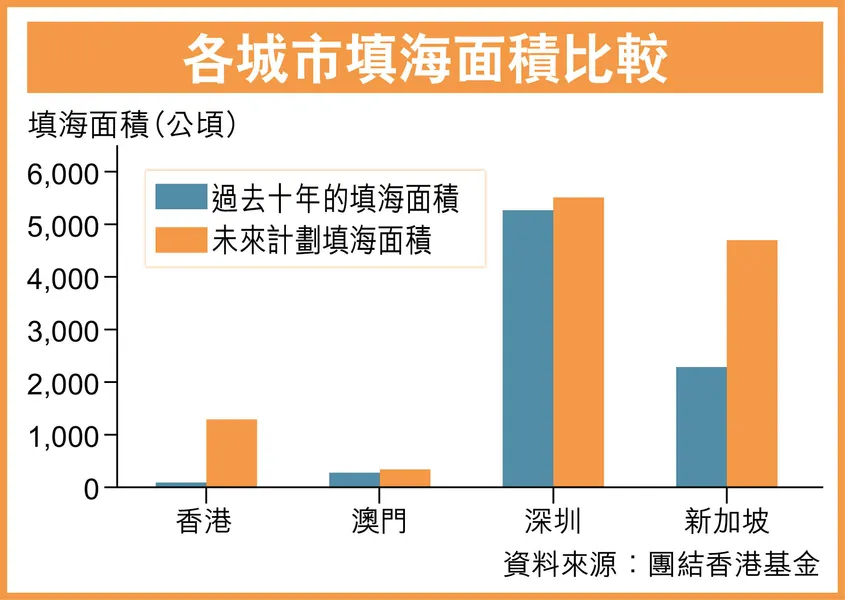 各城市填海面積比較
填海面積(公頃)
6,000
5,000
4,000
3,000
2,000
1,000
0
過去十年的填海面積
未來計劃填海面積
香港 澳門 深圳 新加坡
資料來源：團結香港基金